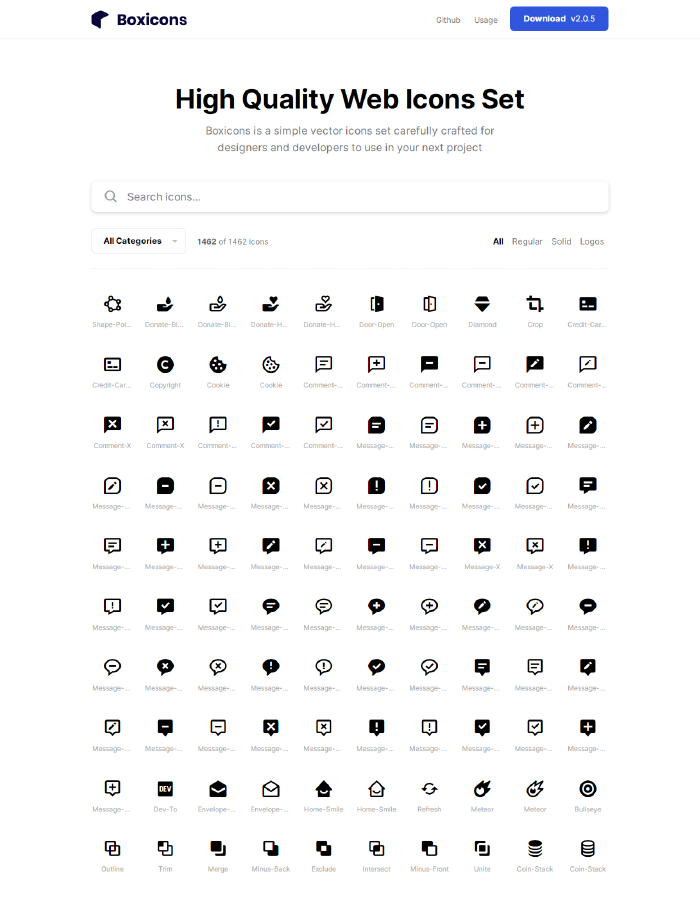 Boxicons
Github Usage Download v2.0.5
High Quality Web Icons Set
Boxicons is a simple vector icons set carefully crafted for
designers and developers to use in your next project
Search icons...
All Categories 1462 of 1462 icons All Regular Solid Logos
Shape-Pol... Donate-Bl... Donate-Bl... Donate-H... Donate-H... Door-Open Door-Open Diamond Crop Credit-Car...
Credit-Car... Copyright Cookie Cookie Comment-... Comment-... Comment-... Comment-... Comment-... Comment-...
Comment-X Comment-X Comment-... Comment-... Comment-... Message-... Message-... Message-... Message-... Message-...
Message-... Message-... Message-... Message-... Message-... Message-... Message-... Message-... Message-... Message-...
Message-... Message-... Message-... Message-... Message-... Message-... Message-... Message-X Message-X Message-...
Message-... Message-... Message-... Message-... Message-... Message-... Message-... Message-... Message-... Message-...
Message-... Message-... Message-... Message-... Message-... Message-... Message-... Message-... Message-... Message-...
Message-... Message-... Message-... Message-... Message-... Message-... Message-... Message-... Message-... Message-...
DEV
Message-... Dev-To Envelope-... Envelope-... Home-Smile Home-Smile Refresh Meteor Meteor Bullseye
Outline Trim Merge Minus-Back Exclude Intersect Minus-Front Unite Coin-Stack Coin-Stack